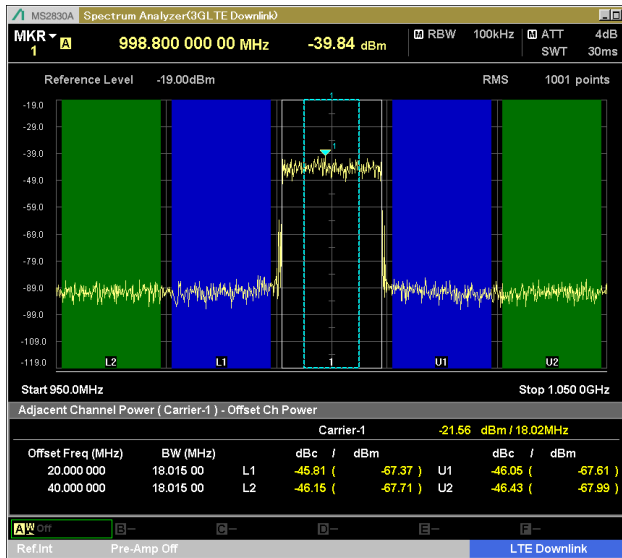 MS2830A Spectrum Analyzer(3GLTE Downlink)
MKR 1 A 998.800 000 00 MHz -39.84 dBm M RBW 100kHz M ATT 4dB
SWT 30ms
Reference Level -19.00dBm RMS 1001 points
-19.0
-29.0
-39.0
-49.0
-59.0
-69.0
-79.0
-89.0
-99.0
-109.0
-119.0
1
1
L2 L1 1 U1 U2
Start 950.0MHz Stop 1.050 0GHz
Adjacent Channel Power ( Carrier-1 ) - Offset Ch Power
Carrier-1 -21.56 dBm / 18.02MHz
Offset Freq (MHz) BW (MHz) dBc / dBm dBc / dBm
20.000 000 18.015 00 L1 -45.81 ( -67.37 ) U1 -46.05 ( -67.61 )
40.000 000 18.015 00 L2 -46.15 ( -67.71 ) U2 -46.43 ( -67.99 )
A W Off B- C- D- E- F-
Ref.Int Pre-Amp Off LTE Downlink